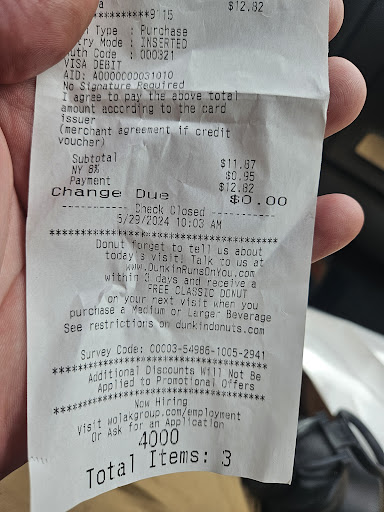 a $12.82
************9115
Type : Purchase
ry Mode : INSERTED
uth Code : 000321
VISA DEBIT
AID: A0000000031010
No Signature Required
I agree to pay the above total
amount according to the card
issuer
(merchant agreement if credit
voucher)
Subtotal $11.87
NY 8% $0.95
Payment $12.82
Change Due $0.00
------------ Check Closed ------------
5/29/2024 10:03 AM
************************************
Donut forget to tell us about
today's visit! Talk to us at
www.DunkinRunsOnYou.com
within 3 days and receive a
FREE CLASSIC DONUT
on your next visit when you
purchase a Medium or Larger Beverage
See restrictions on dunkindonuts.com
Survey Code: 00003-54986-1005-2941
************************************
Additional Discounts Will Not Be
Applied to Promotional Offers
************************************
Now Hiring
Visit wolakgroup.com/employment
Or Ask for an Application
4000
Total Items: 3